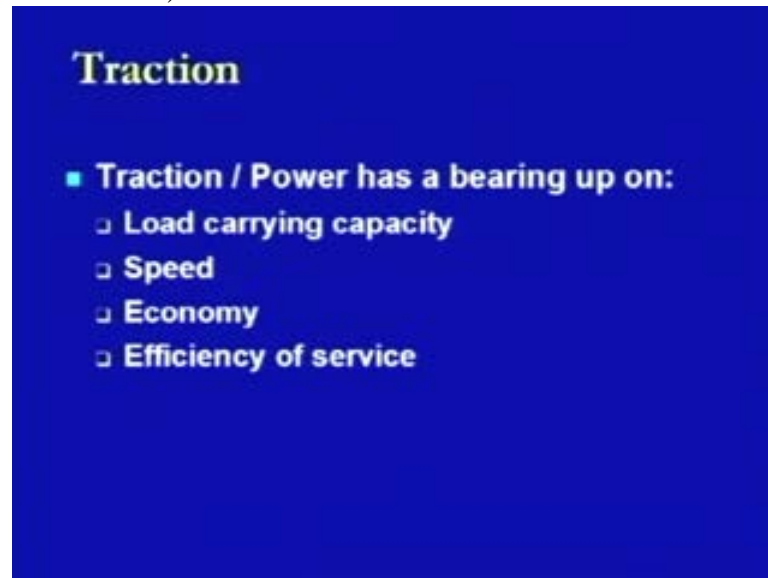 Traction
Traction / Power has a bearing up on:
Load carrying capacity
Speed
Economy
Efficiency of service